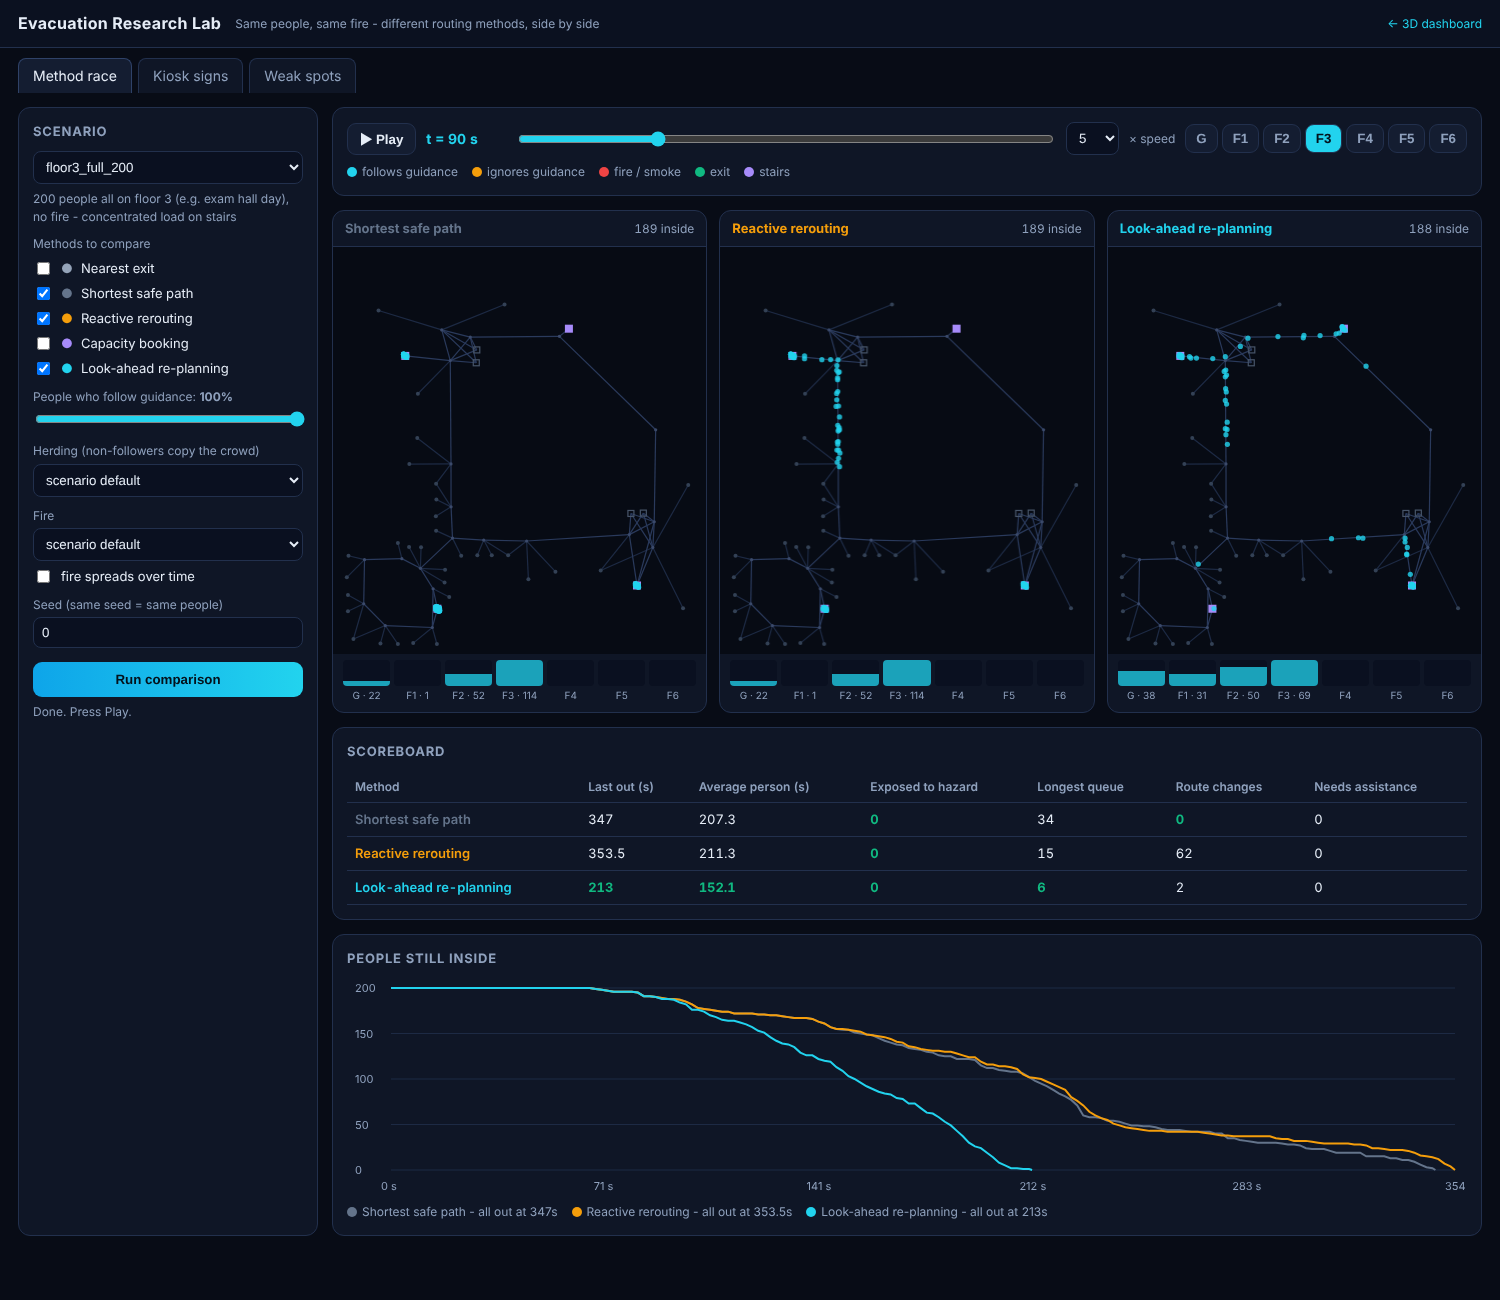 Evacuation Research Lab Same people, same fire - different routing methods, side by side ← 3D dashboard
Method race Kiosk signs Weak spots
SCENARIO
floor3_full_200
200 people all on floor 3 (e.g. exam hall day),
no fire - concentrated load on stairs
Methods to compare
Nearest exit
Shortest safe path
Reactive rerouting
Capacity booking
Look-ahead re-planning
People who follow guidance: 100%
Herding (non-followers copy the crowd)
scenario default
Fire
scenario default
fire spreads over time
Seed (same seed = same people)
0
Run comparison
Done. Press Play.
▶ Play t = 90 s 5 × speed G F1 F2 F3 F4 F5 F6
follows guidance ignores guidance fire / smoke exit stairs
Shortest safe path 189 inside
G · 22 F1 · 1 F2 · 52 F3 · 114 F4 F5 F6
Reactive rerouting 189 inside
G · 22 F1 · 1 F2 · 52 F3 · 114 F4 F5 F6
Look-ahead re-planning 188 inside
G · 38 F1 · 31 F2 · 50 F3 · 69 F4 F5 F6
SCOREBOARD
Method Last out (s) Average person (s) Exposed to hazard Longest queue Route changes Needs assistance
Shortest safe path 347 207.3 0 34 0 0
Reactive rerouting 353.5 211.3 0 15 62 0
Look-ahead re-planning 213 152.1 0 6 2 0
PEOPLE STILL INSIDE
200
150
100
50
0
0 s 71 s 141 s 212 s 283 s 354
Shortest safe path - all out at 347s Reactive rerouting - all out at 353.5s Look-ahead re-planning - all out at 213s